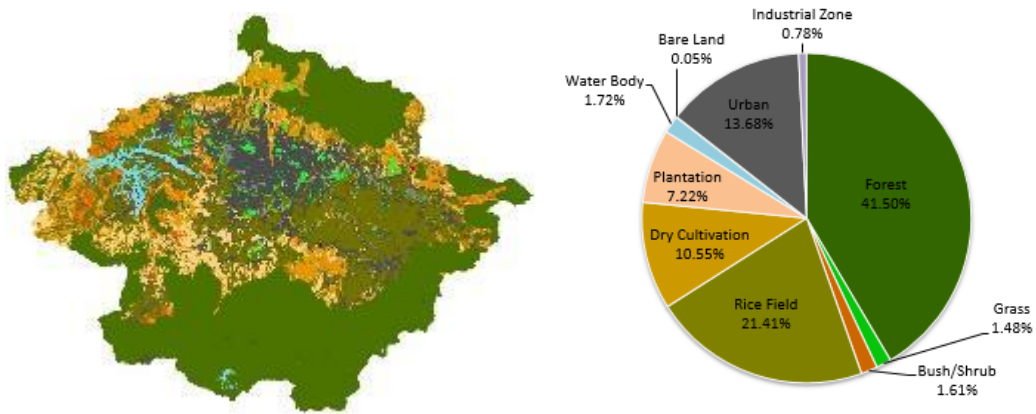 Industrial Zone
0.78%
Bare Land
0.05%
Water Body
1.72%
Urban
13.68%
Plantation
7.22%
Forest
41.50%
Dry Cultivation
10.55%
Rice Field
21.41%
Grass
1.48%
Bush/Shrub
1.61%